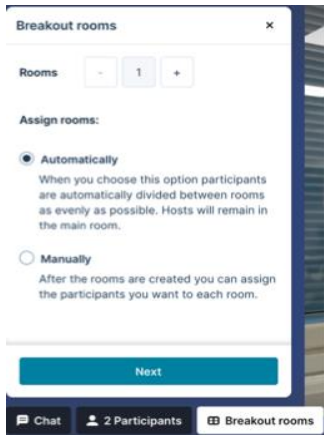 Breakout rooms ×
Rooms - 1 +
Assign rooms:
Automatically
When you choose this option participants
are automatically divided between rooms
as evenly as possible. Hosts will remain in
the main room.
Manually
After the rooms are created you can assign
the participants you want to each room.
Next
Chat 2 Participants Breakout rooms